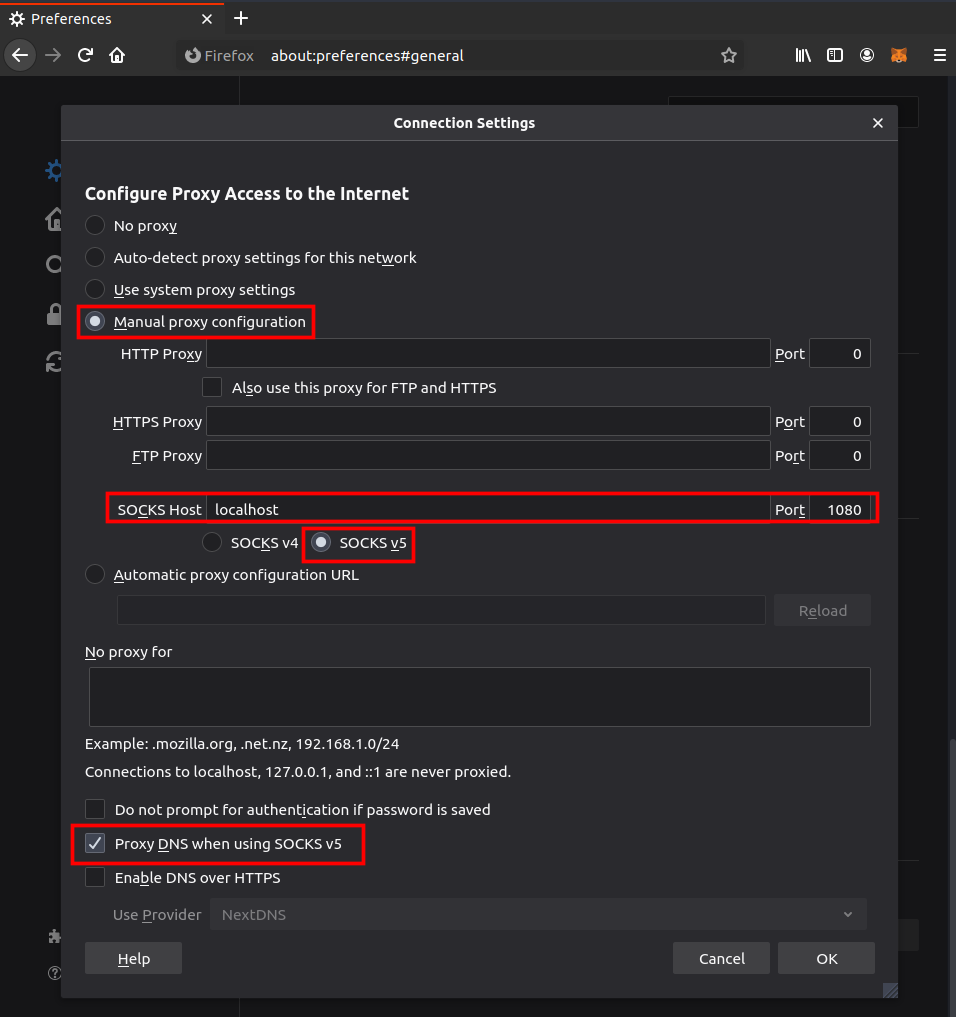 Preferences
Firefox about:preferences#general
Connection Settings
Configure Proxy Access to the Internet
No proxy
Auto-detect proxy settings for this network
Use system proxy settings
Manual proxy configuration
HTTP Proxy Port 0
Also use this proxy for FTP and HTTPS
HTTPS Proxy Port 0
FTP Proxy Port 0
SOCKS Host localhost Port 1080
SOCKS v4 SOCKS v5
Automatic proxy configuration URL
Reload
No proxy for
Example: .mozilla.org, .net.nz, 192.168.1.0/24
Connections to localhost, 127.0.0.1, and ::1 are never proxied.
Do not prompt for authentication if password is saved
Proxy DNS when using SOCKS v5
Enable DNS over HTTPS
Use Provider NextDNS
Help Cancel OK